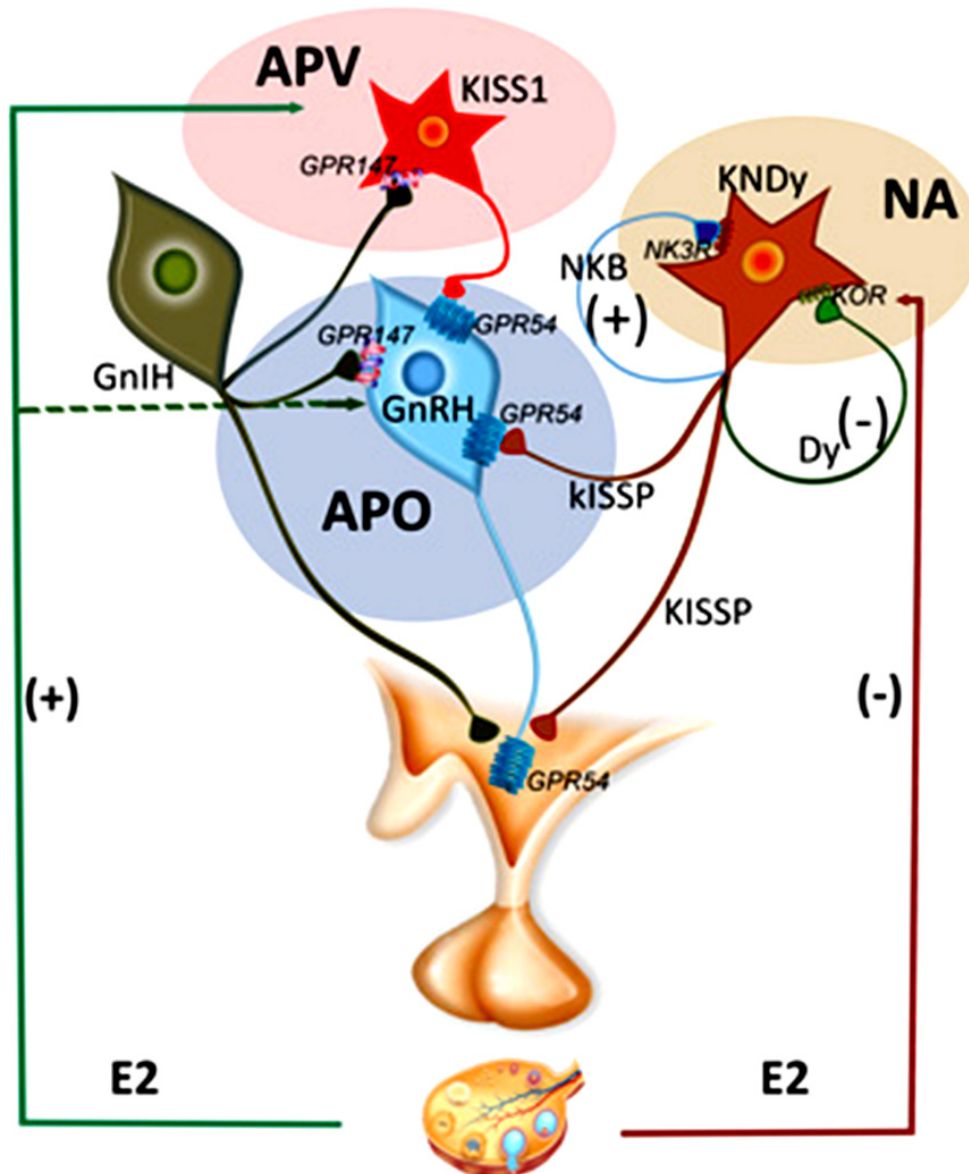 APV
KISS1
GPR147
KNDy
NA
NK3R
NKB
(+)
KOR
GPR147
GPR54
GnIH
GnRH
GPR54
Dy
(-)
APO
kISSP
KISSP
(+)
(-)
GPR54
E2
E2